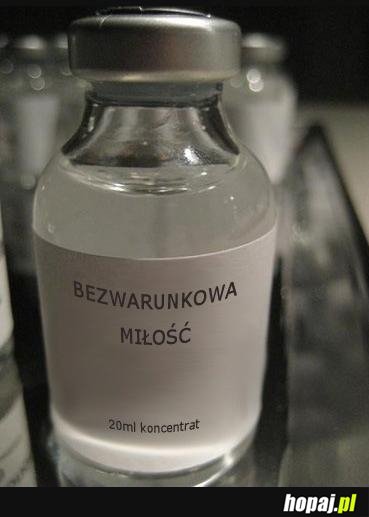 BEZWARUNKOWA
MIŁOŚĆ
20ml koncentrat
hopaj.pl